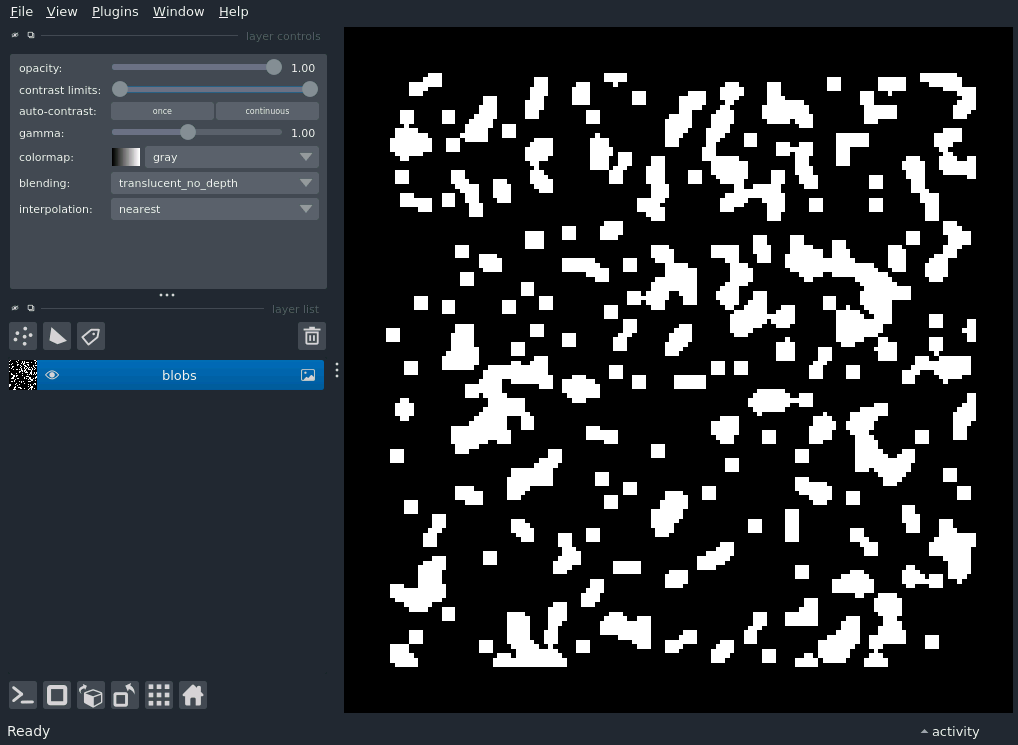 File View Plugins Window Help
layer controls
opacity: 1.00
contrast limits:
auto-contrast: once continuous
gamma: 1.00
colormap: gray
blending: translucent_no_depth
interpolation: nearest
layer list
blobs
Ready activity